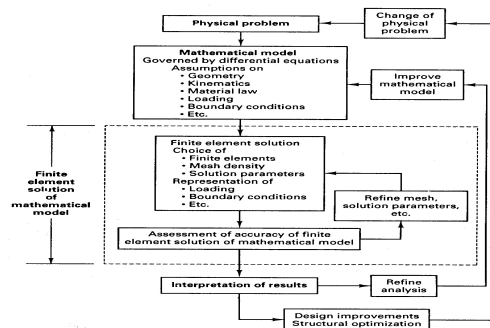 Physical problem
Change of
physical
problem
Mathematical model
Governed by differential equations
Assumptions on
• Geometry
• Kinematics
• Material law
• Loading
• Boundary conditions
• Etc.
Improve
mathematical
model
Finite
element
solution
of
mathematical
model
Finite element solution
Choice of
• Finite elements
• Mesh density
• Solution parameters
Representation of
• Loading
• Boundary conditions
• Etc.
Refine mesh,
solution parameters,
etc.
Assessment of accuracy of finite
element solution of mathematical model
Interpretation of results
Refine
analysis
Design improvements
Structural optimization